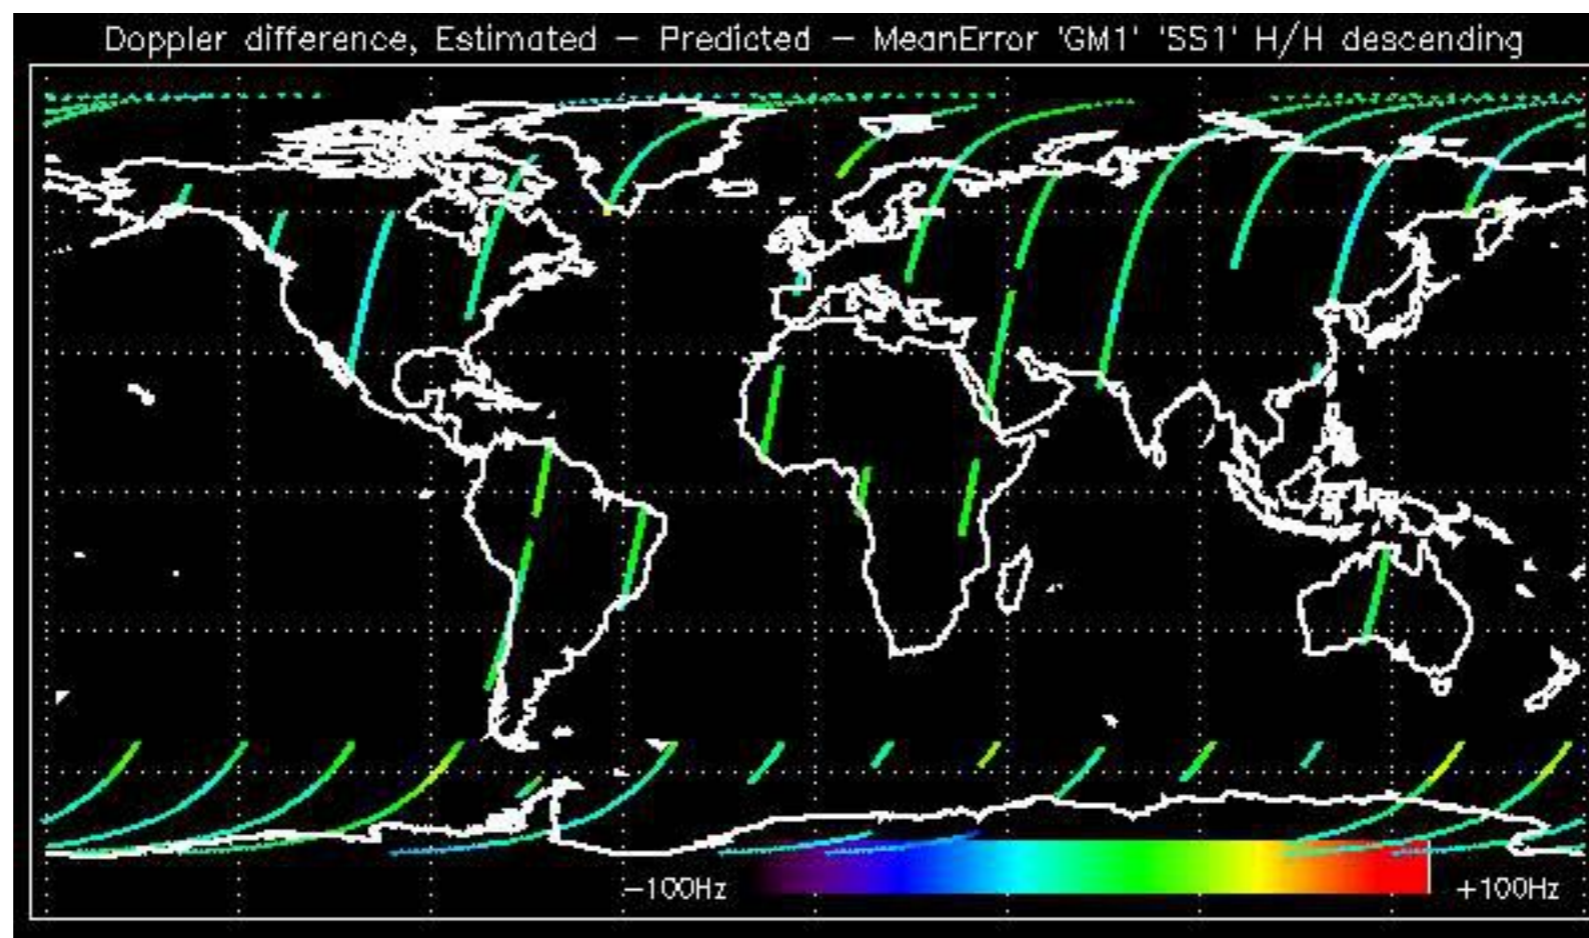 Doppler difference, Estimated − Predicted − MeanError 'GM1' 'SS1' H/H descending
−100Hz +100Hz